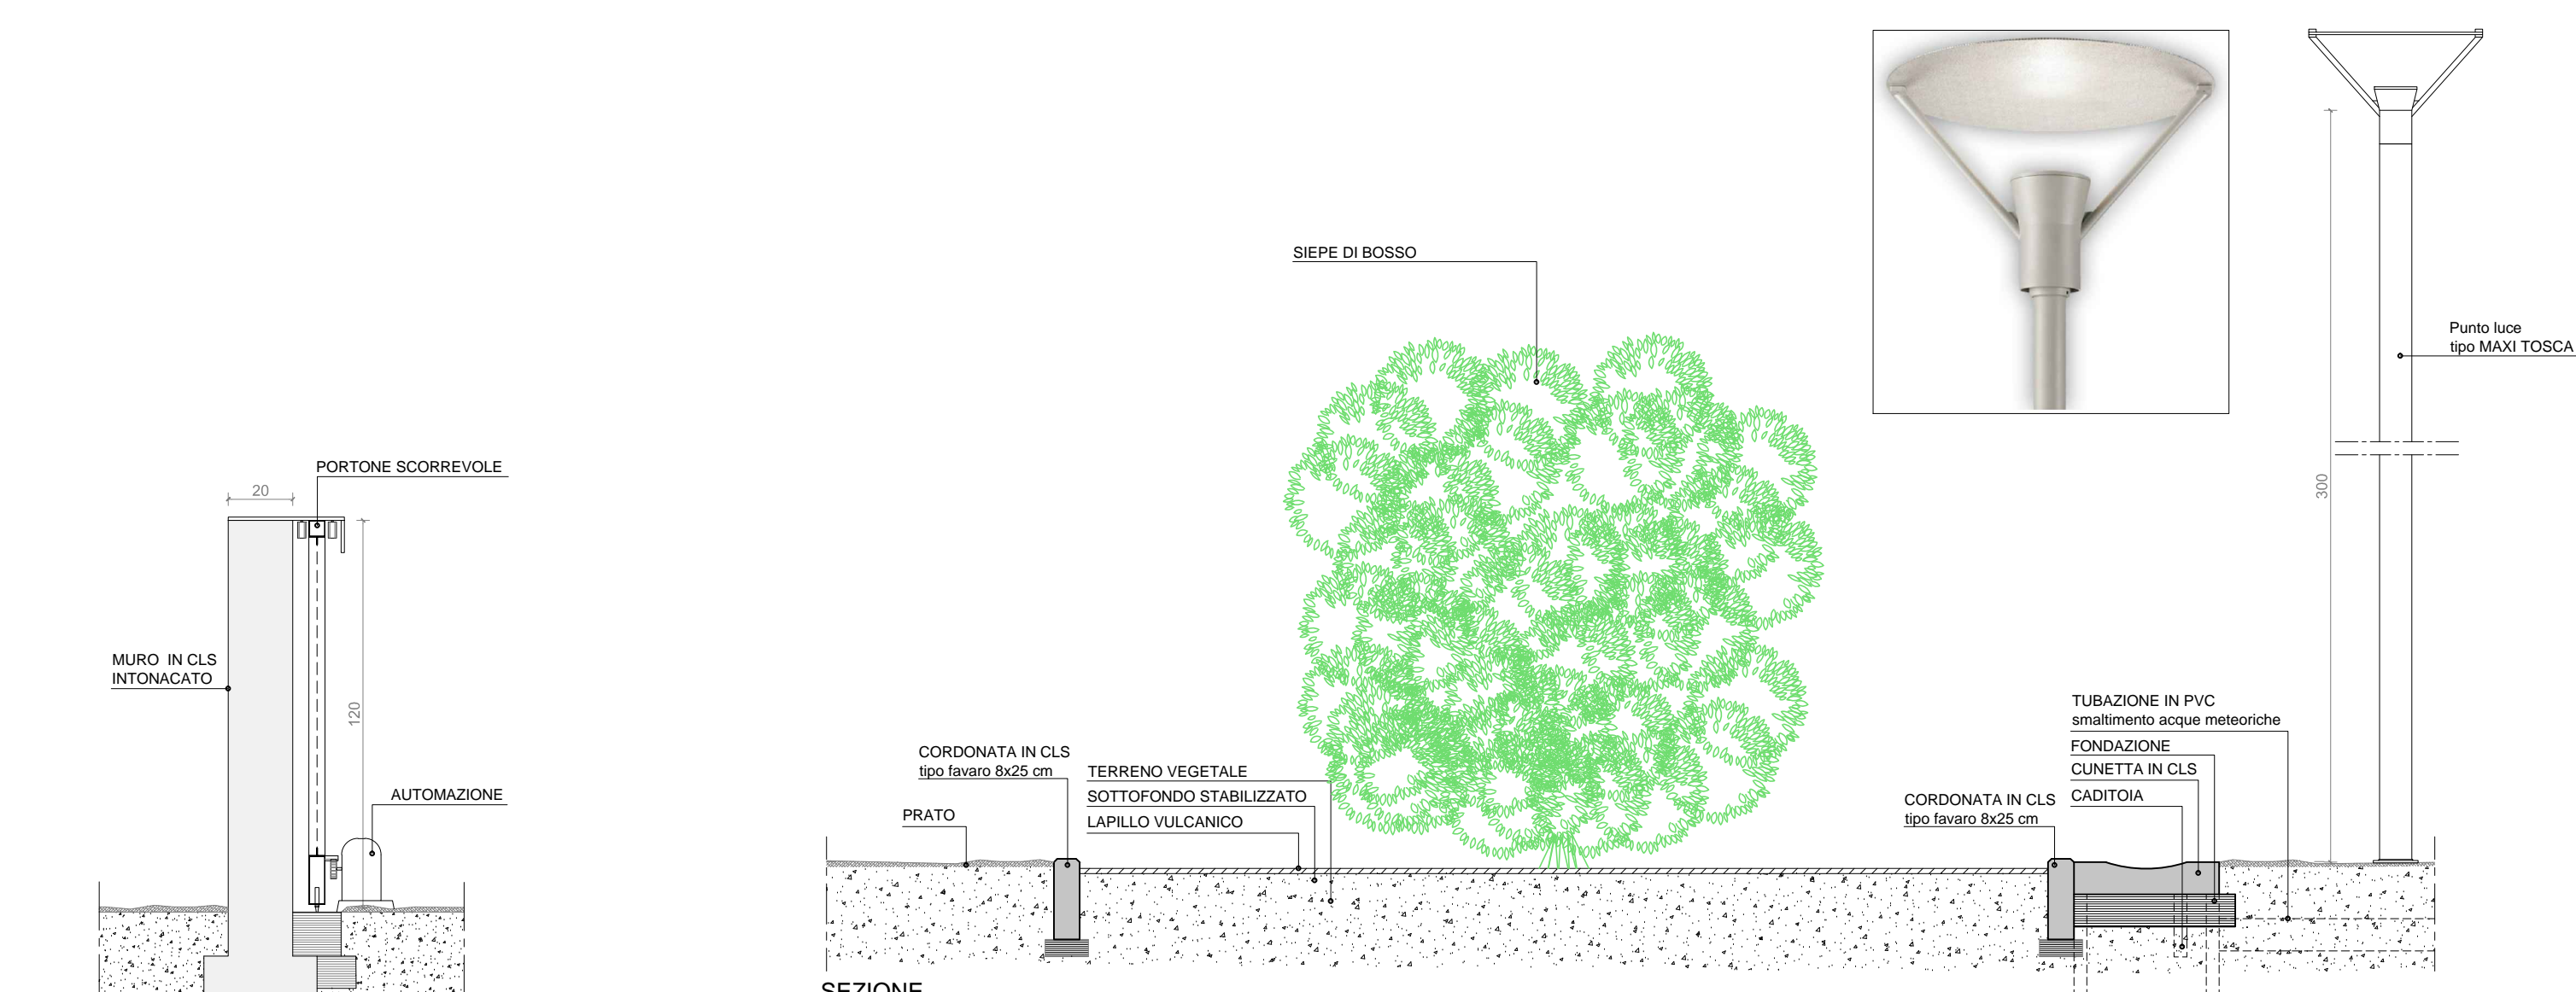 SIEPE DI BOSSO
Punto luce
tipo MAXI TOSCA
300
PORTONE SCORREVOLE
20
MURO  IN CLS
INTONACATO
120
AUTOMAZIONE
CORDONATA IN CLS
tipo favaro 8x25 cm
PRATO
TERRENO VEGETALE
SOTTOFONDO STABILIZZATO
LAPILLO VULCANICO
TUBAZIONE IN PVC
smaltimento acque meteoriche
FONDAZIONE
CUNETTA IN CLS
CADITOIA
CORDONATA IN CLS
tipo favaro 8x25 cm
SEZIONE